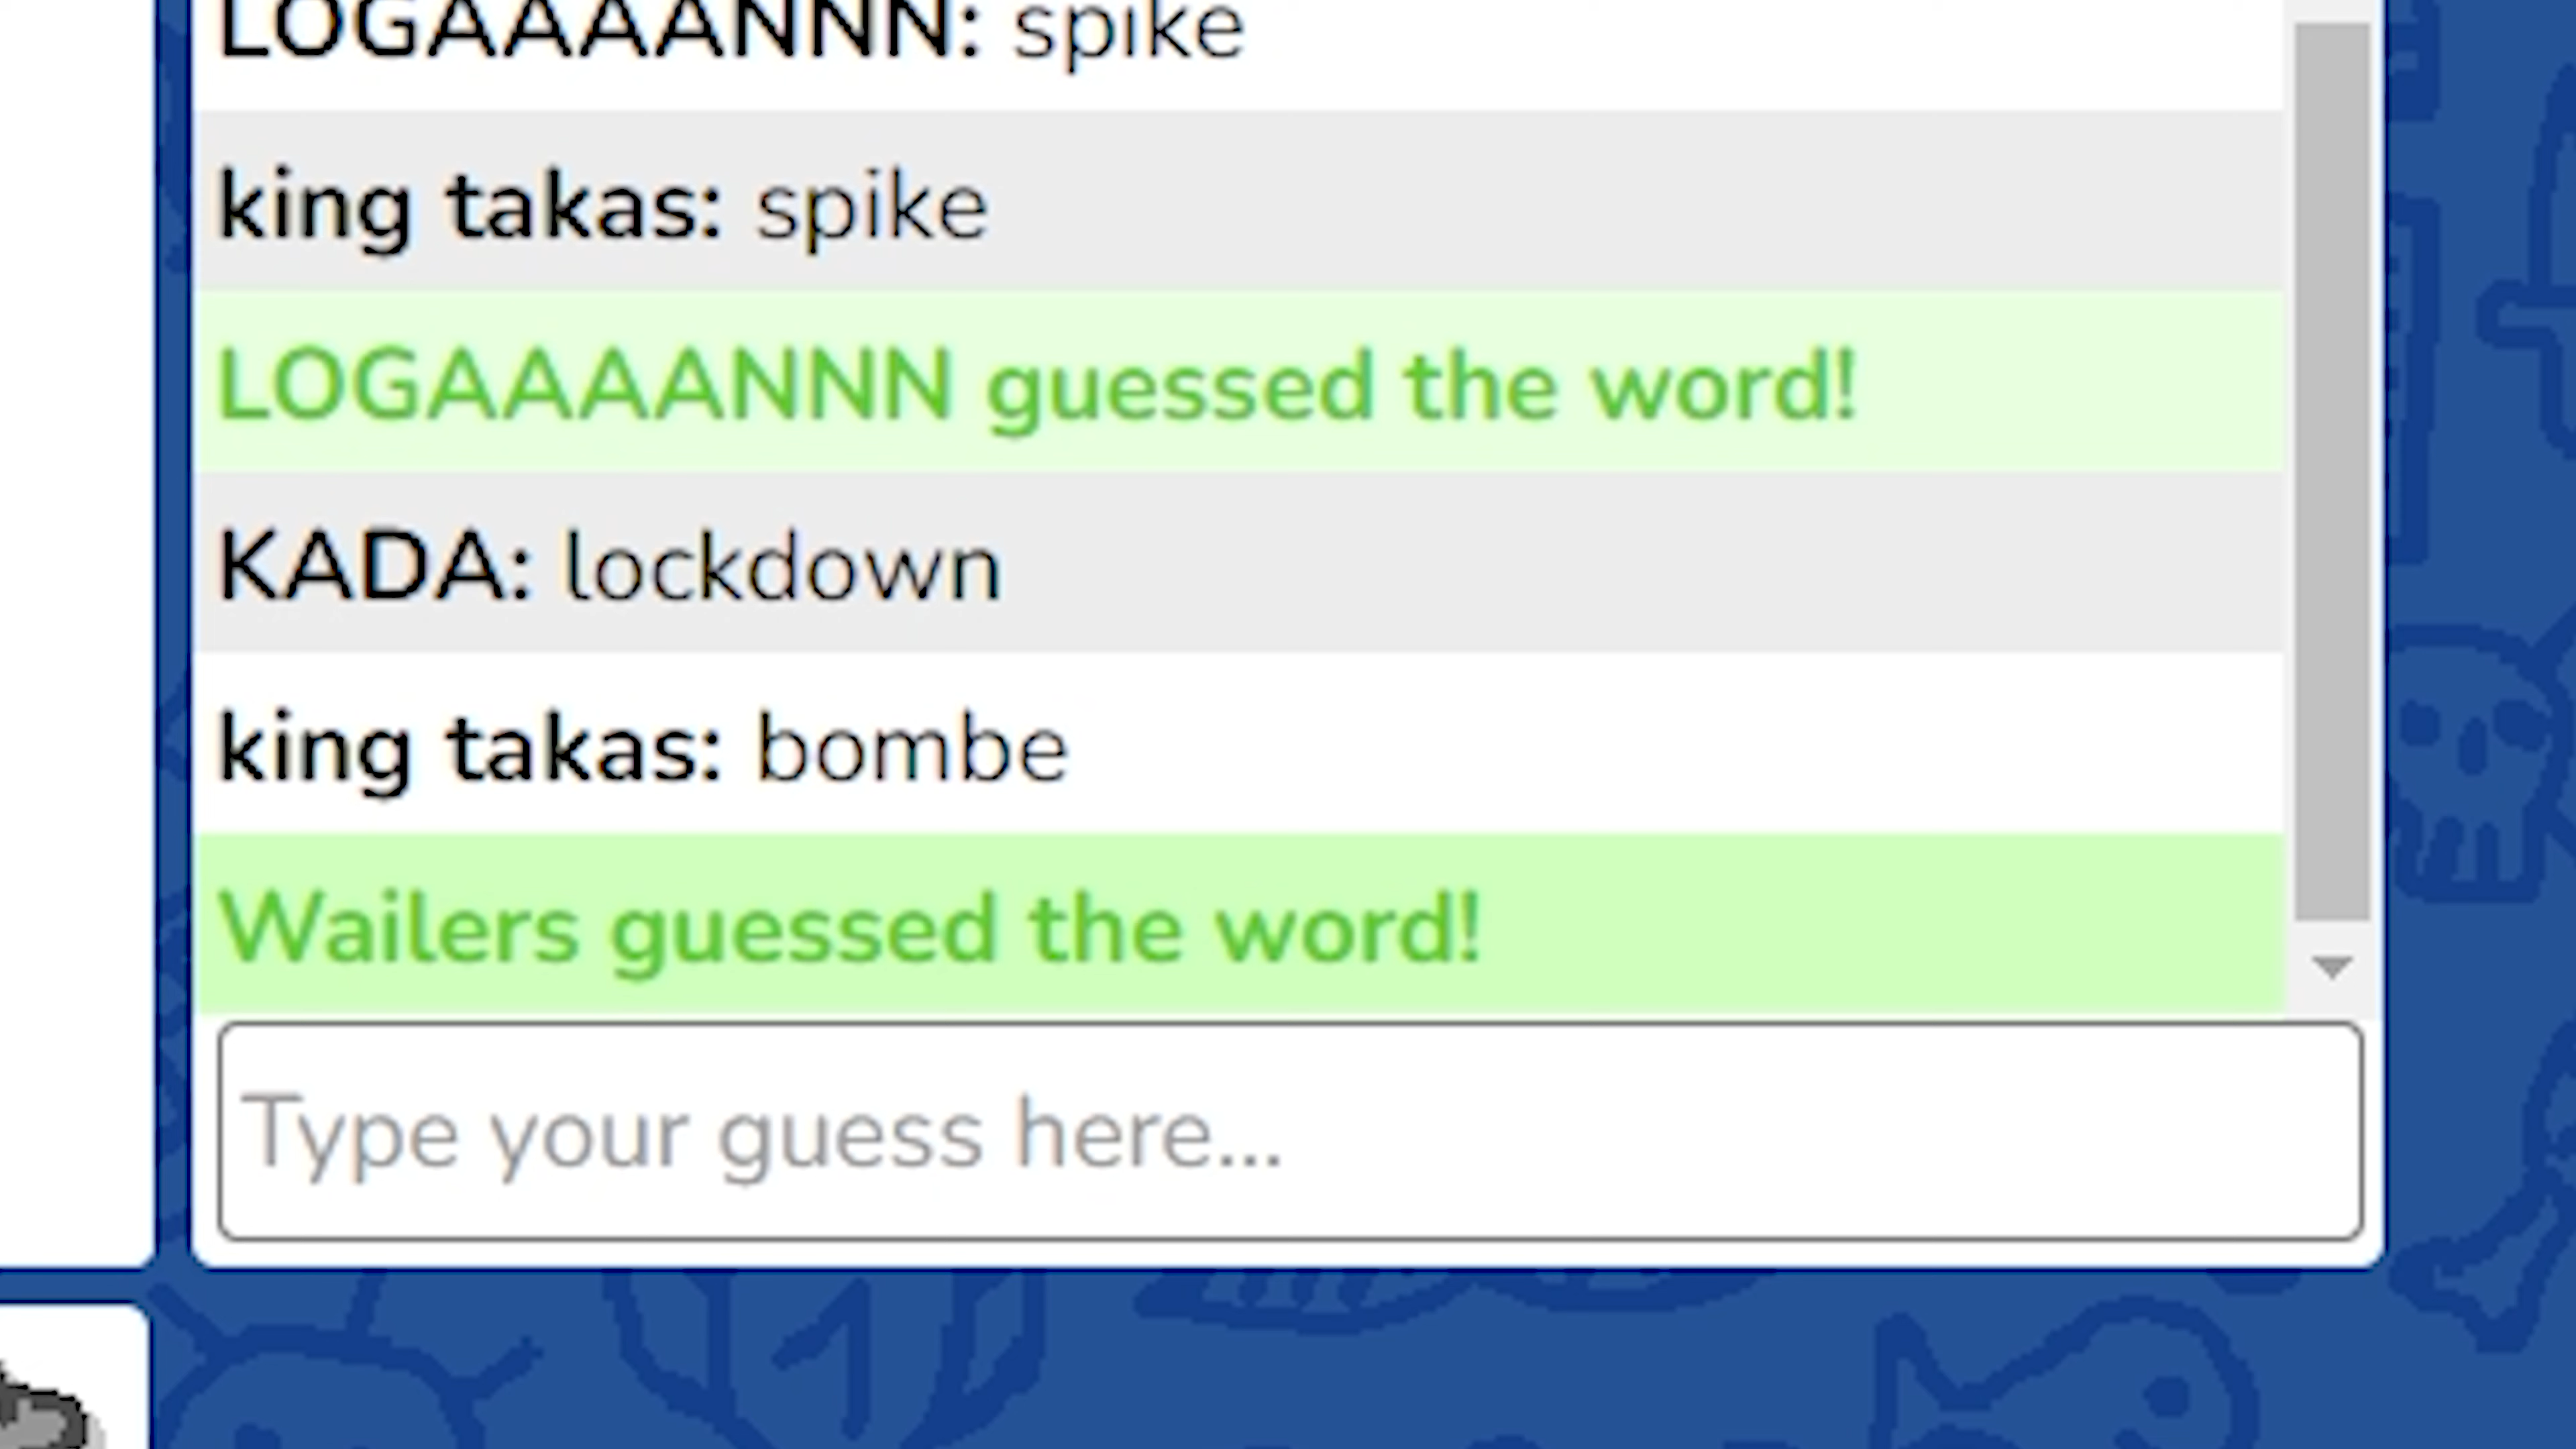 LOGAAAANNN: spike
king takas: spike
LOGAAAANNN guessed the word!
KADA: lockdown
king takas: bombe
Wailers guessed the word!
Type your guess here...
1